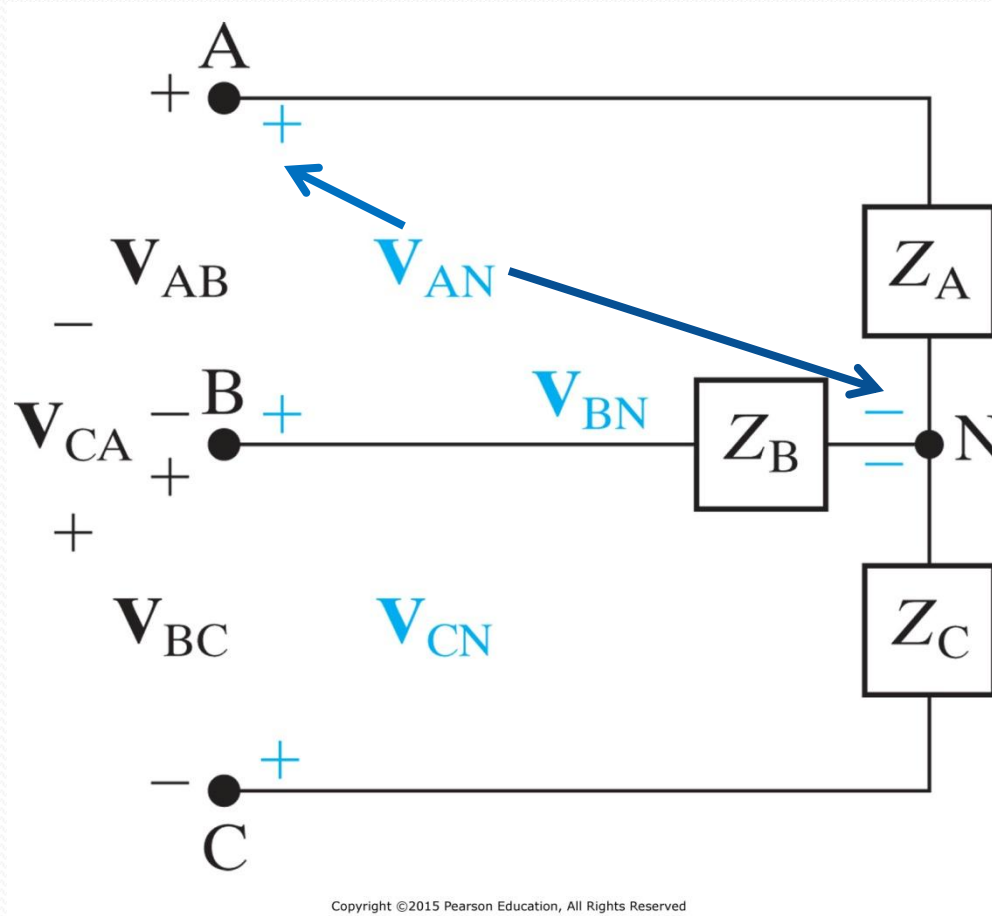 A
+
+
V_AB
V_AN
Z_A
−
−
V_CA
− B +
V_BN
Z_B
N
+
−
+
V_BC
V_CN
Z_C
+
−
C
Copyright ©2015 Pearson Education, All Rights Reserved